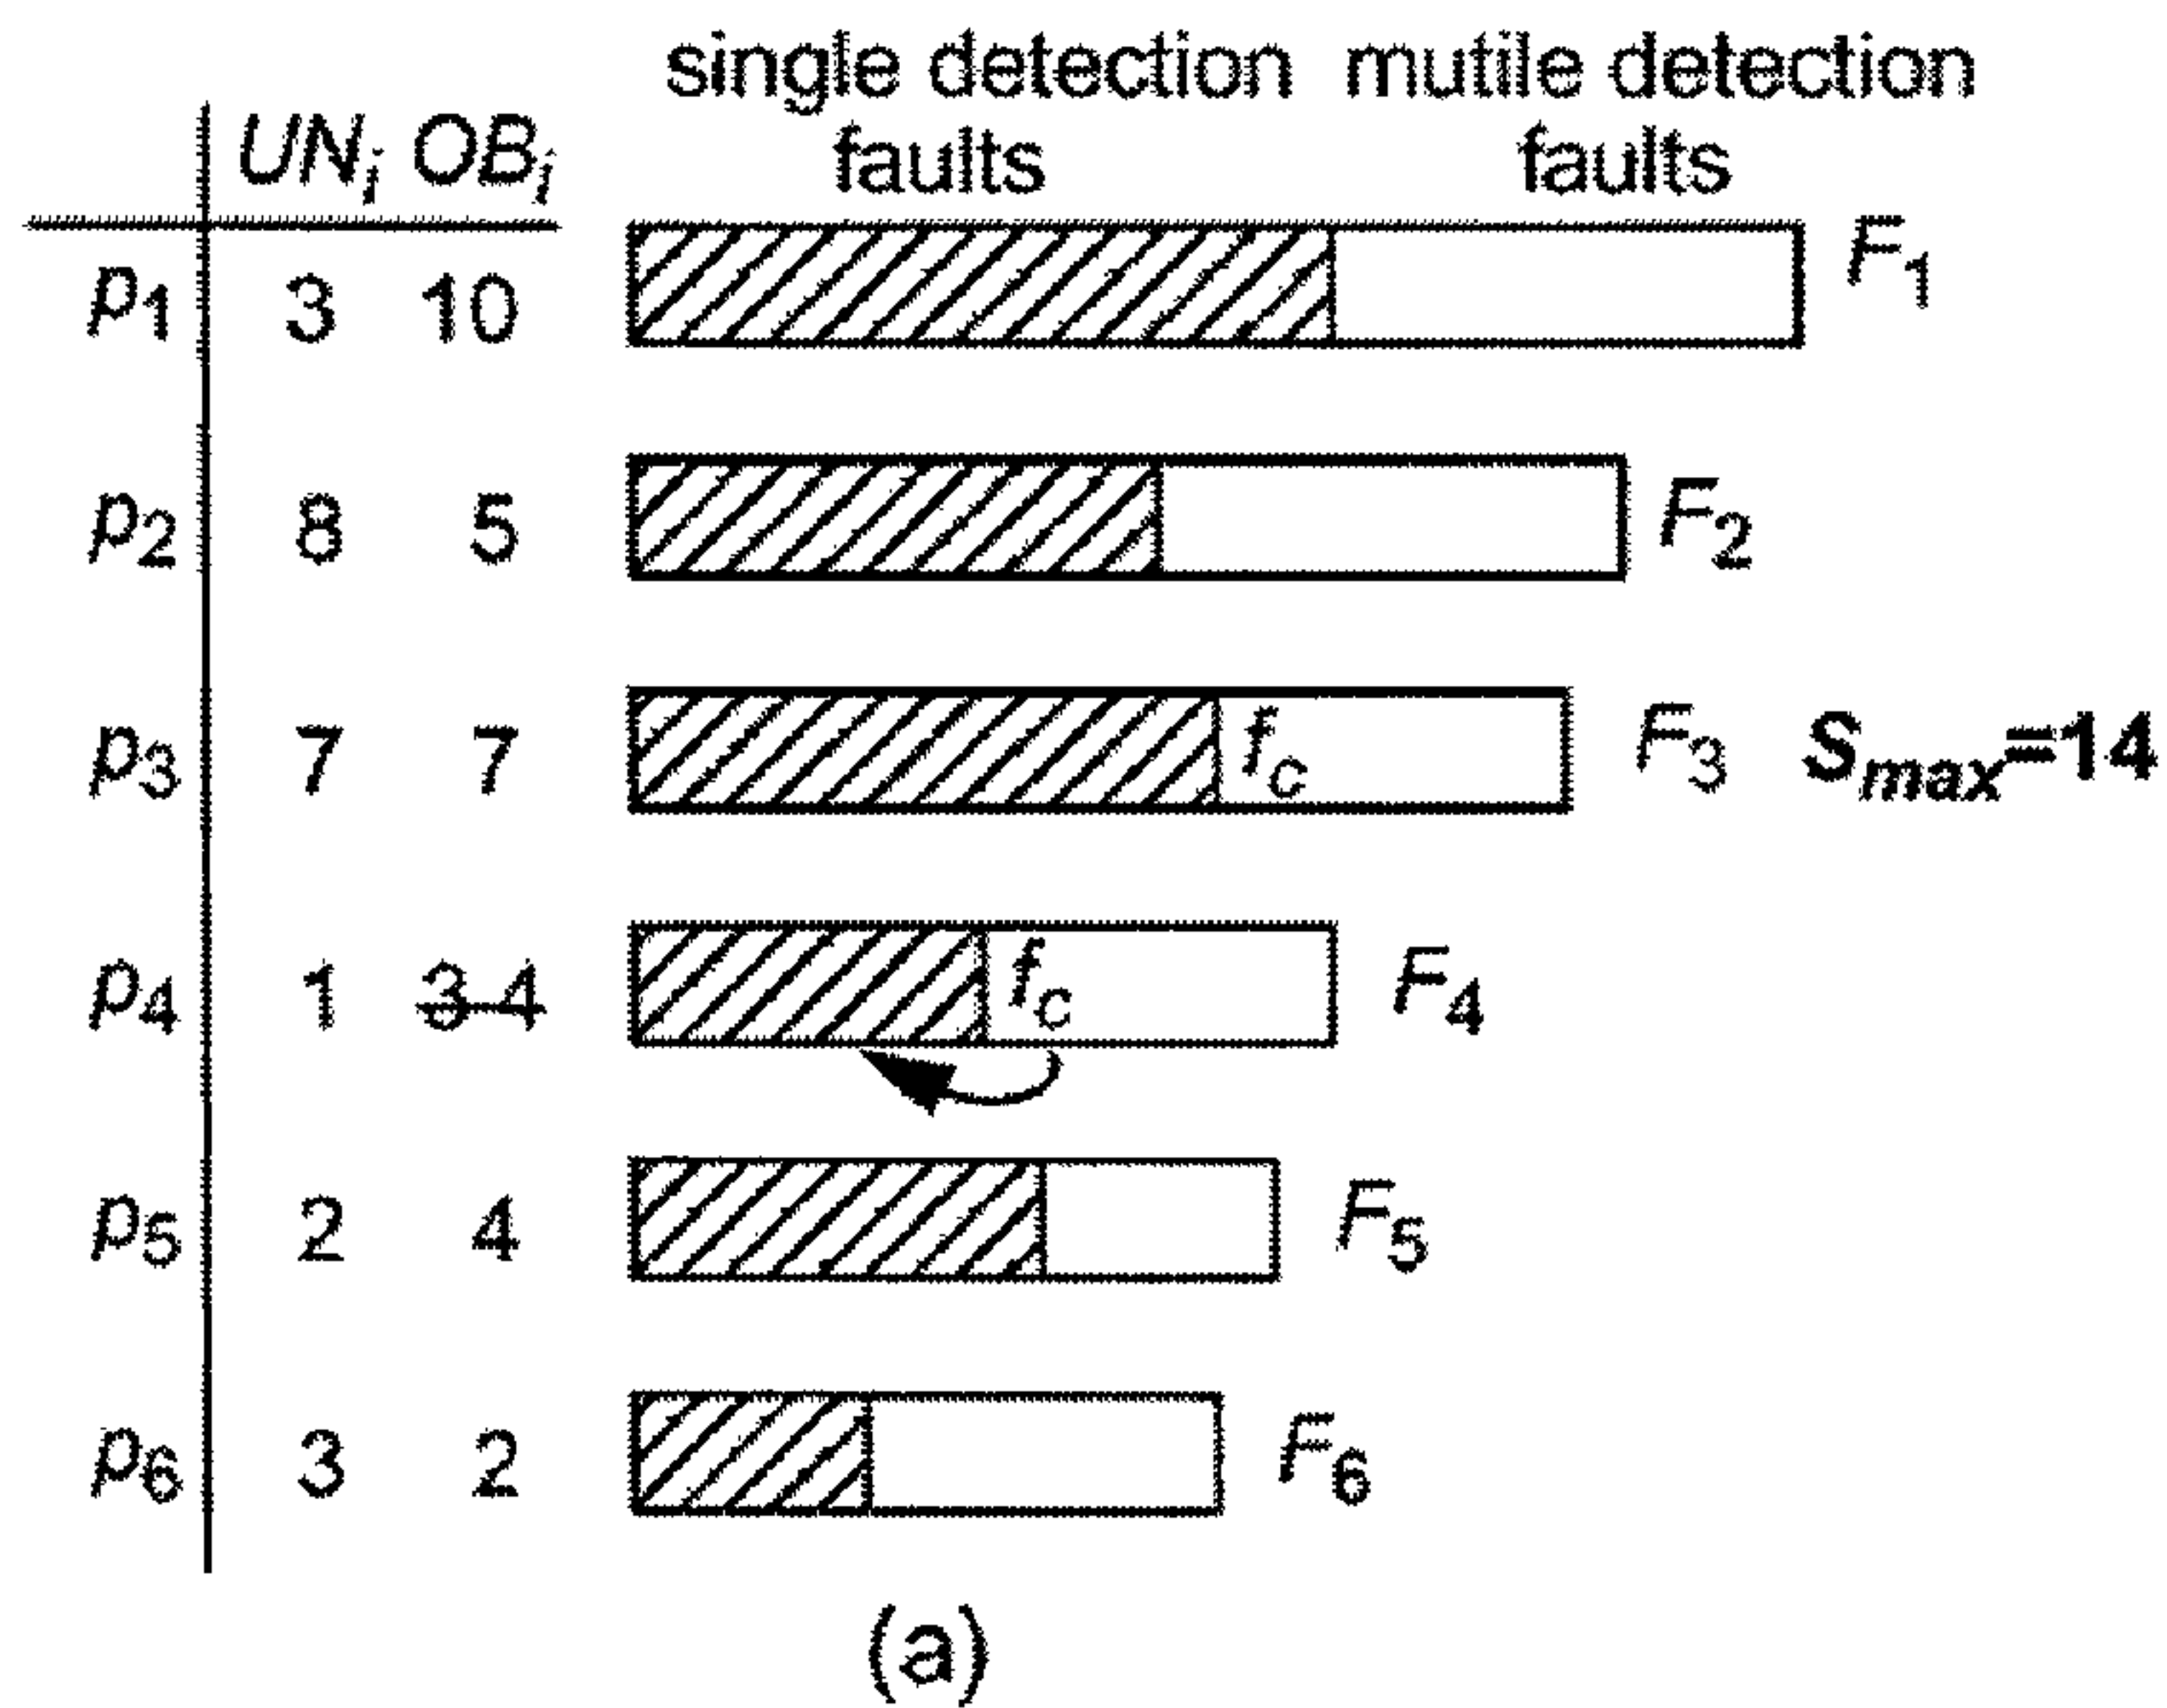 single detection mutile detection
UNi OBi faults faults
p1 3 10 F1
p2 8 5 F2
p3 7 7 fc F3 Smax=14
p4 1 3 4 fc F4
p5 2 4 F5
p6 3 2 F6
(a)